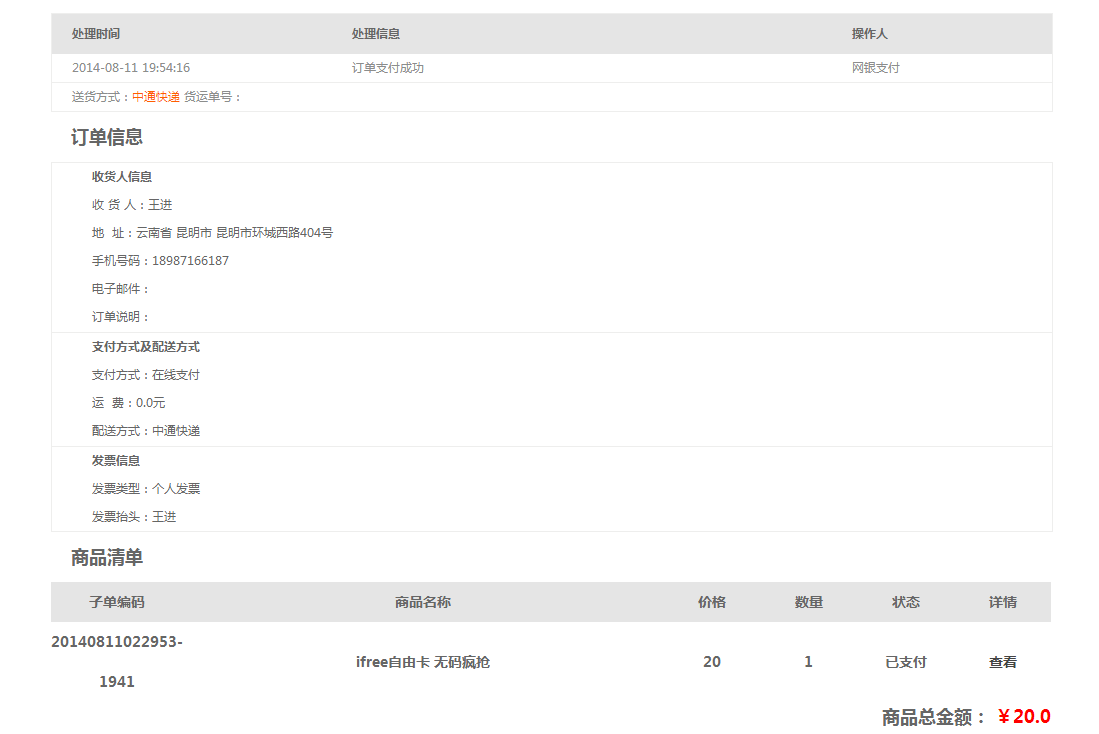 处理时间 处理信息 操作人
2014-08-11 19:54:16 订单支付成功 网银支付
送货方式：中通快递 货运单号：
订单信息
收货人信息
收 货 人：王进
地 址：云南省 昆明市 昆明市环城西路404号
手机号码：18987166187
电子邮件：
订单说明：
支付方式及配送方式
支付方式：在线支付
运 费：0.0元
配送方式：中通快递
发票信息
发票类型：个人发票
发票抬头：王进
商品清单
子单编码 商品名称 价格 数量 状态 详情
20140811022953-
1941 ifree自由卡 无码疯抢 20 1 已支付 查看
商品总金额：￥20.0